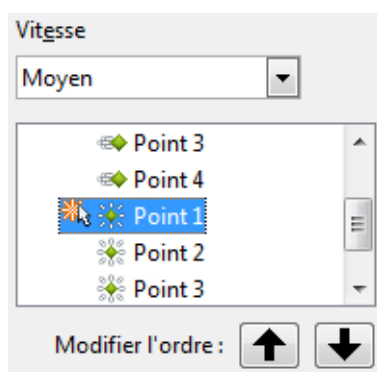 Vitesse
Moyen
Point 3
Point 4
Point 1
Point 2
Point 3
Modifier l'ordre :